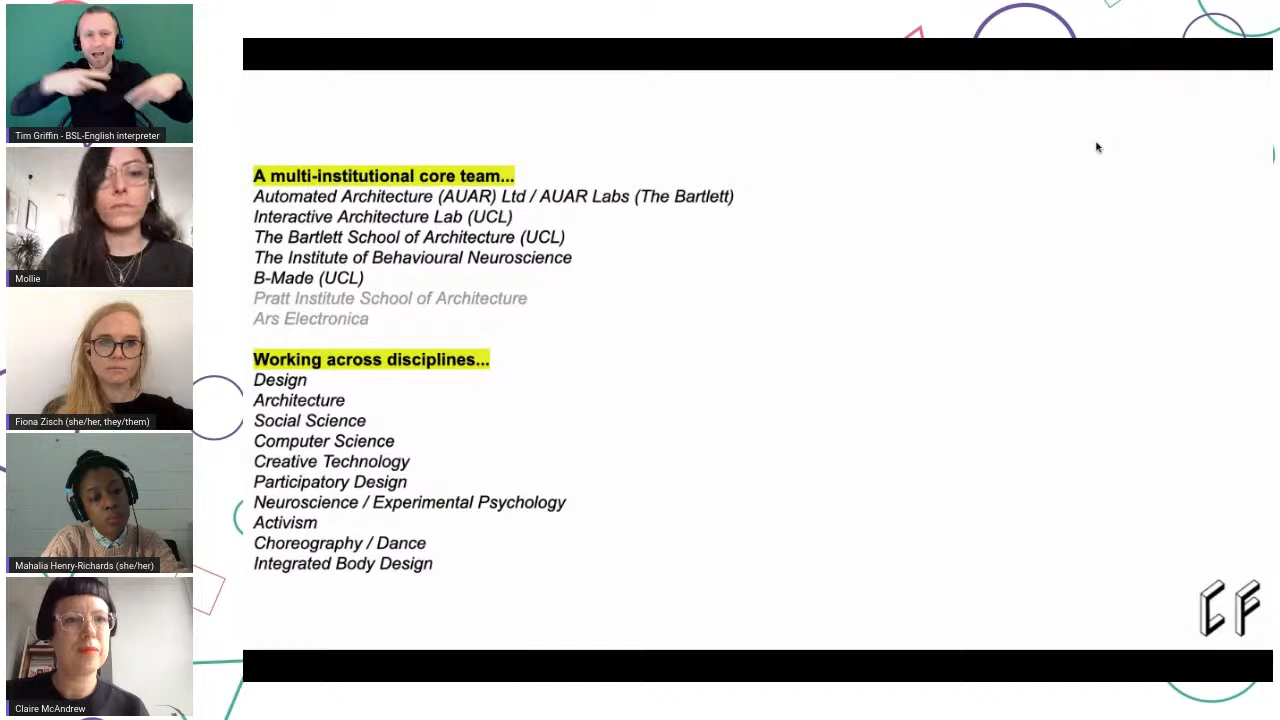 Tim Griffin - BSL-English interpreter
Mollie
Fiona Zisch (she/her, they/them)
Mahalia Henry-Richards (she/her)
Claire McAndrew
A multi-institutional core team...
Automated Architecture (AUAR) Ltd / AUAR Labs (The Bartlett)
Interactive Architecture Lab (UCL)
The Bartlett School of Architecture (UCL)
The Institute of Behavioural Neuroscience
B-Made (UCL)
Pratt Institute School of Architecture
Ars Electronica
Working across disciplines...
Design
Architecture
Social Science
Computer Science
Creative Technology
Participatory Design
Neuroscience / Experimental Psychology
Activism
Choreography / Dance
Integrated Body Design
CF